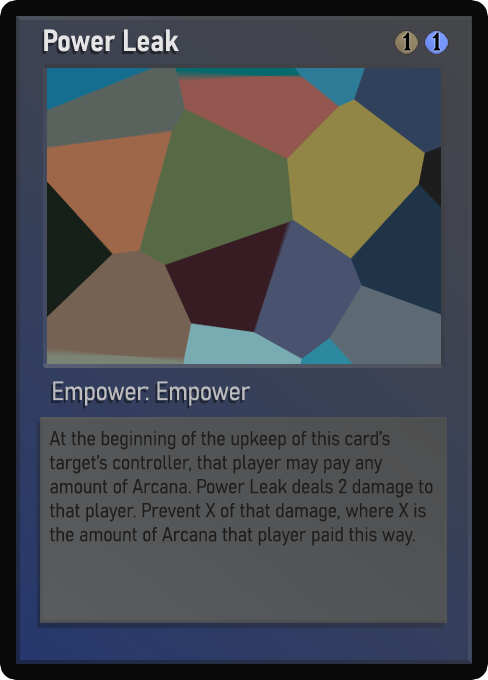 Power Leak
1 1
Empower: Empower
At the beginning of the upkeep of this card's
target's controller, that player may pay any
amount of Arcana. Power Leak deals 2 damage to
that player. Prevent X of that damage, where X is
the amount of Arcana that player paid this way.